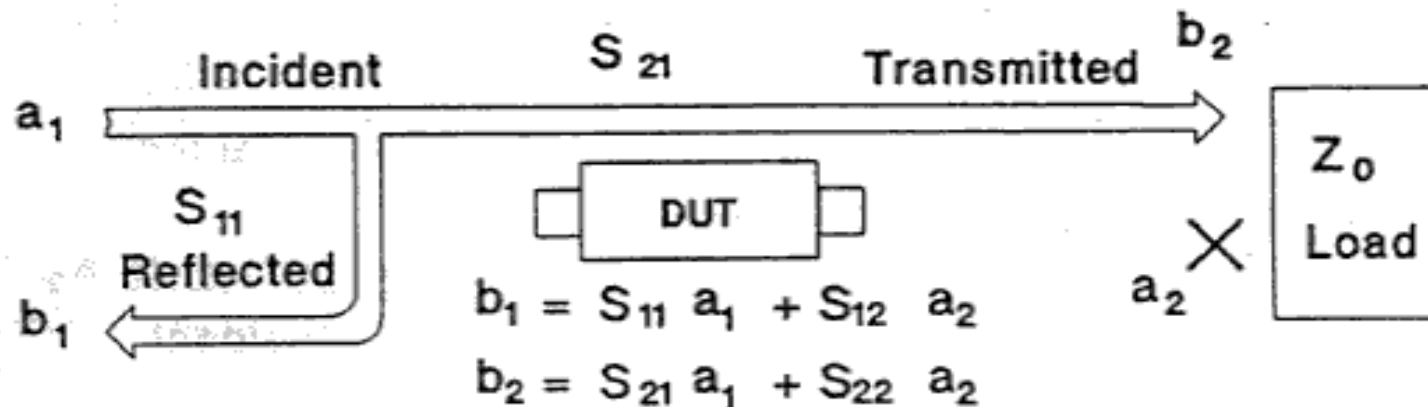 b₂
Incident S₂₁ Transmitted
a₁
Z₀
S₁₁ DUT
Load
Reflected
a₂
b₁
b₁ = S₁₁ a₁ + S₁₂ a₂
b₂ = S₂₁ a₁ + S₂₂ a₂